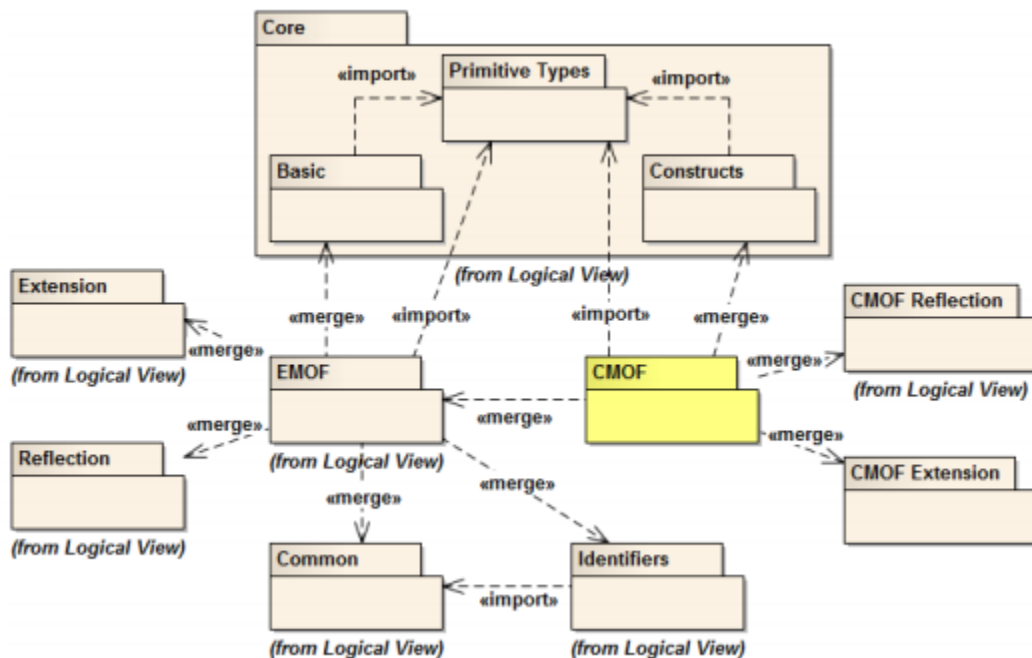 Core
Primitive Types
«import»
«import»
Basic
Constructs
(from Logical View)
Extension
CMOF Reflection
«merge»
«import»
«import»
«merge»
«merge»
(from Logical View)
EMOF
CMOF
«merge»
(from Logical View)
«merge»
«merge»
«merge»
Reflection
(from Logical View)
CMOF Extension
«merge»
«merge»
(from Logical View)
Common
Identifiers
«import»
(from Logical View)
(from Logical View)